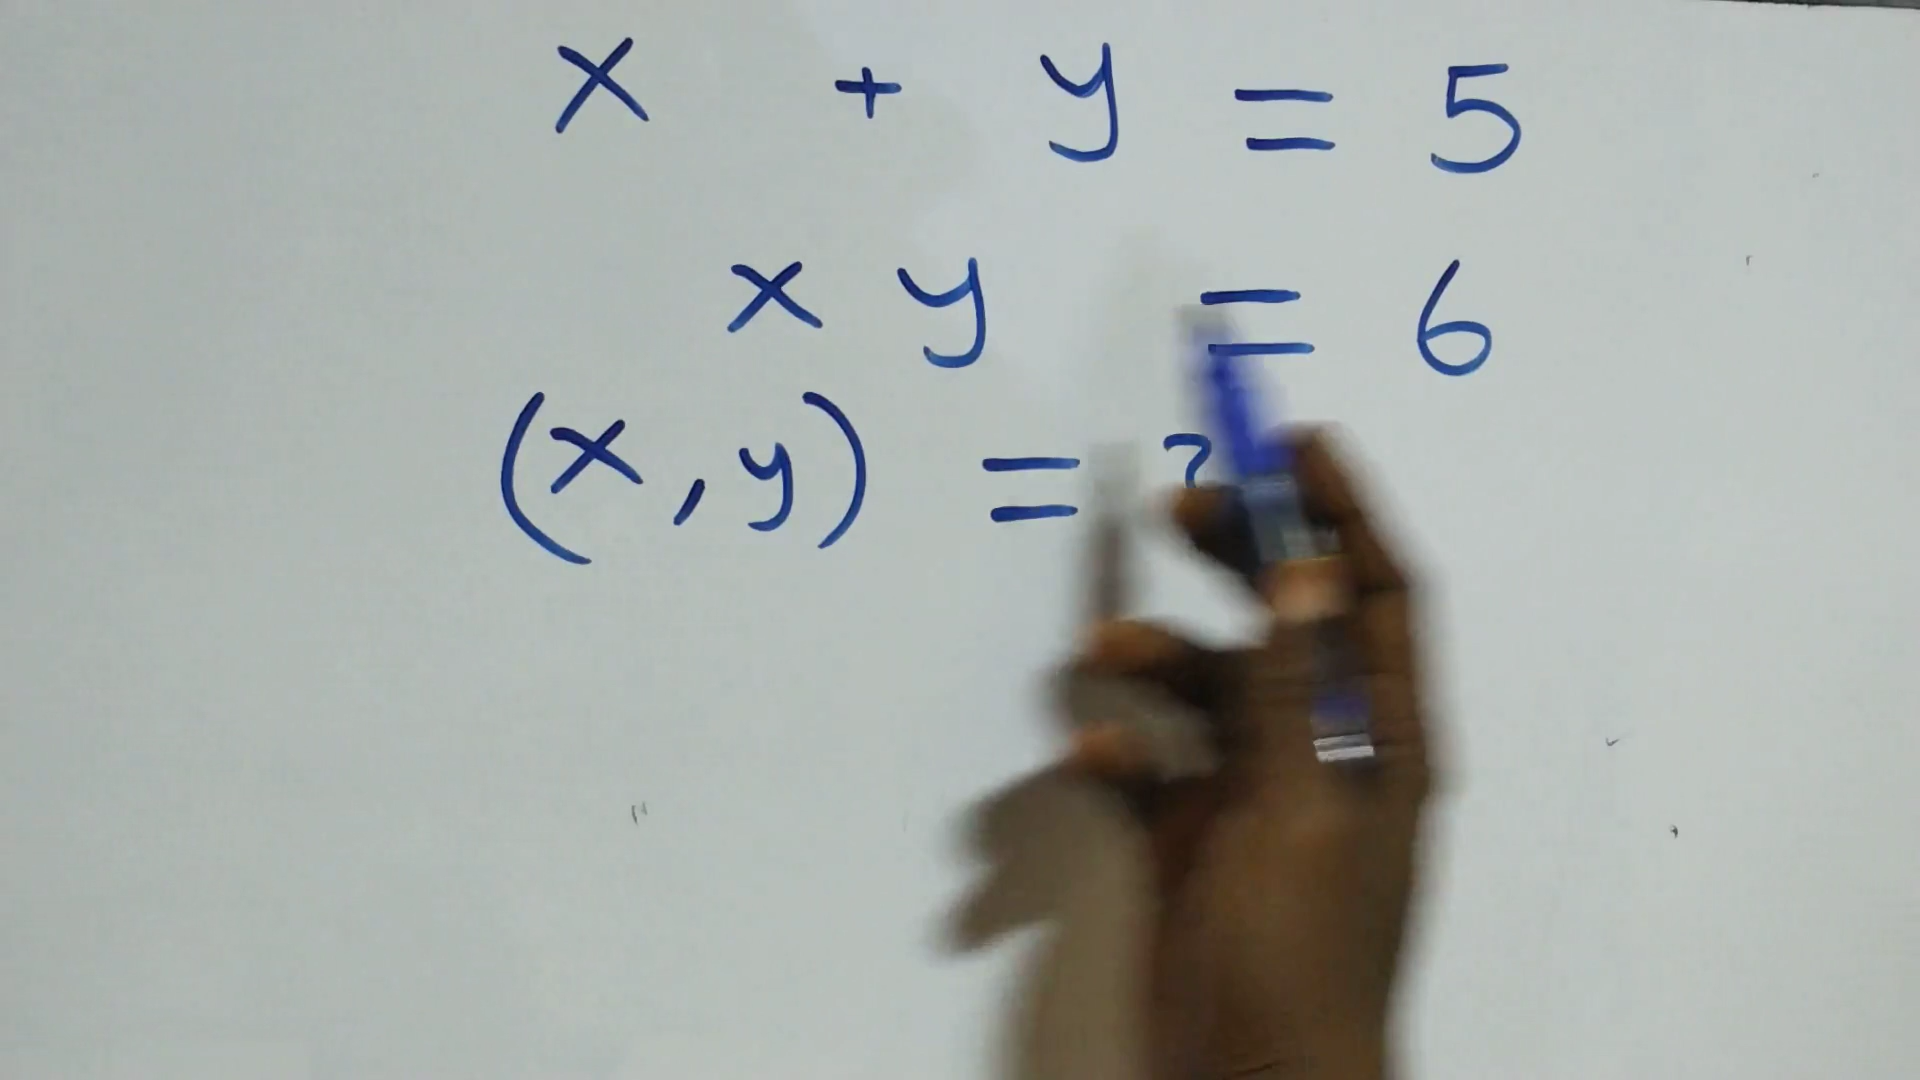 x + y = 5
xy = 6
(x, y) = ?